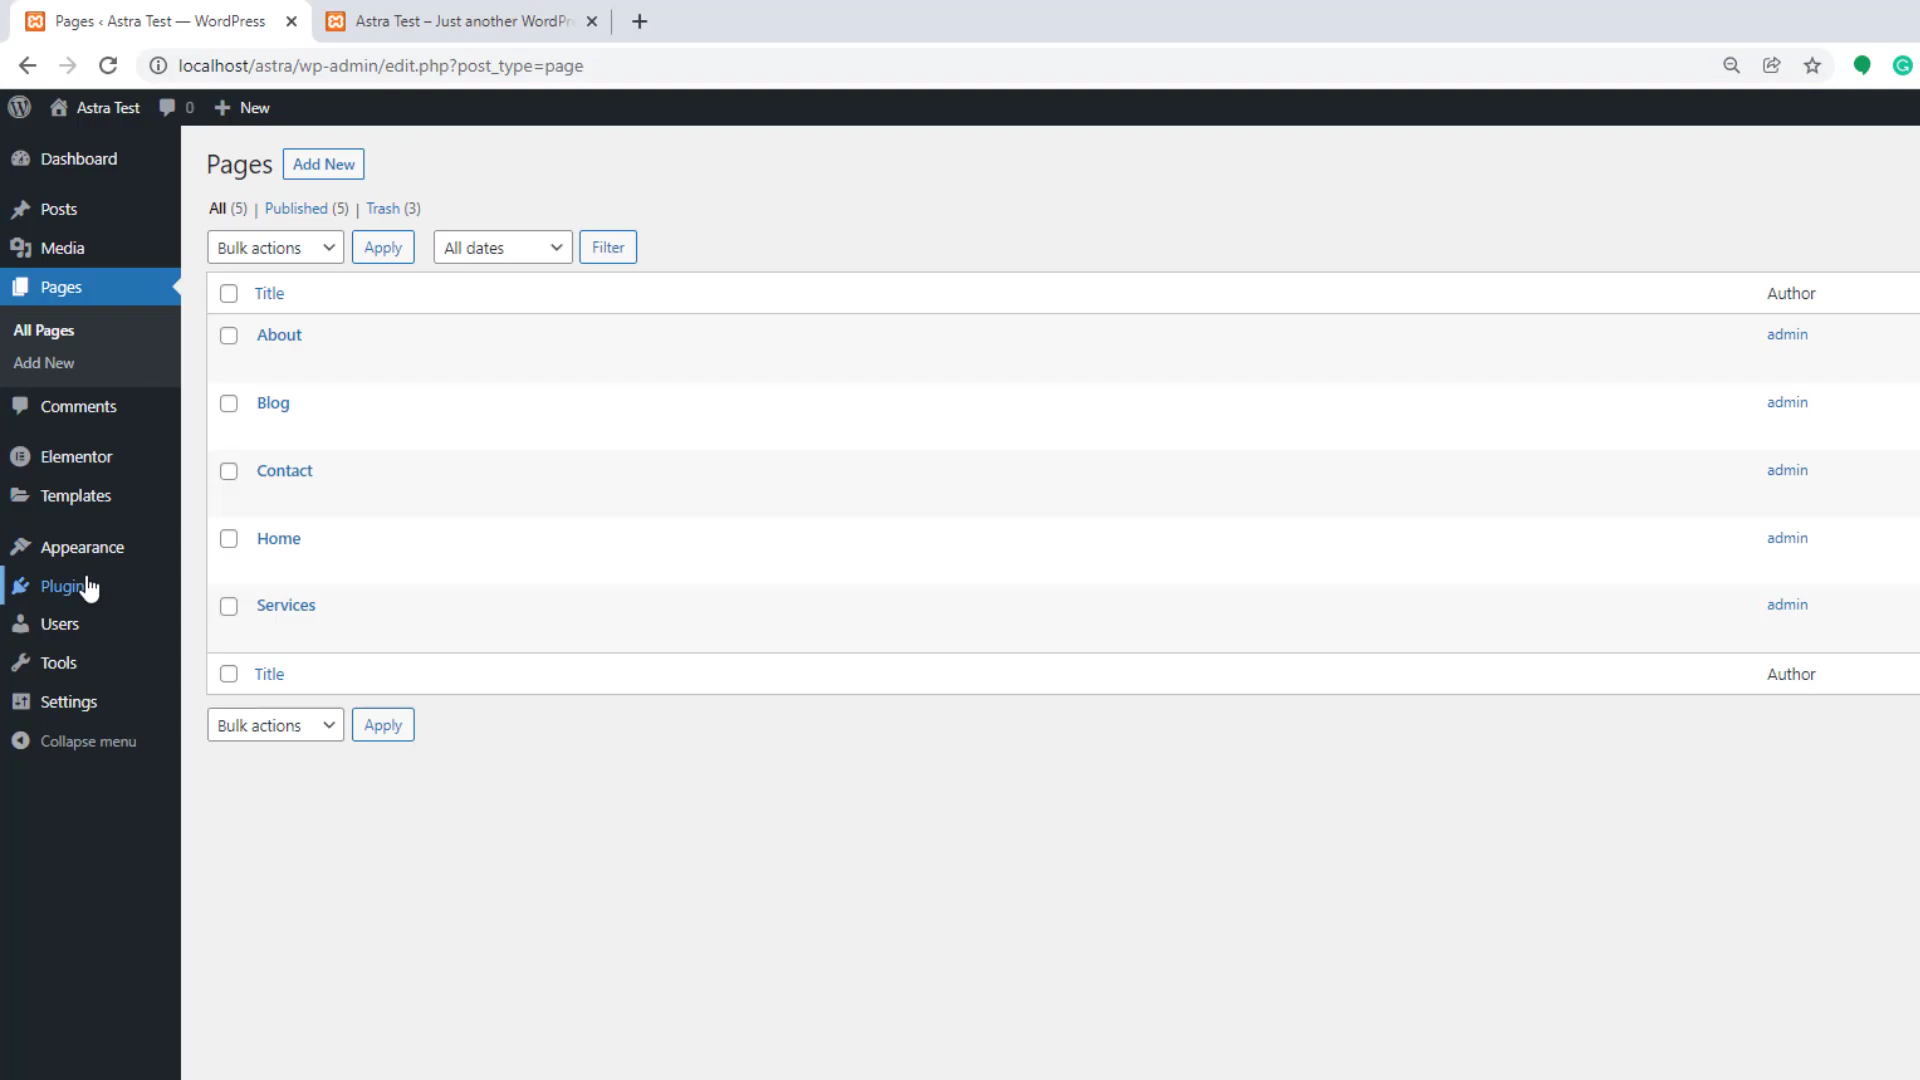 Pages ‹ Astra Test — WordPress
Astra Test – Just another WordPr
localhost/astra/wp-admin/edit.php?post_type=page
Astra Test 0 New
Dashboard
Posts
Media
Pages
All Pages
Add New
Comments
Elementor
Templates
Appearance
Plugin
Users
Tools
Settings
Collapse menu
Pages Add New
All (5) | Published (5) | Trash (3)
Bulk actions Apply All dates Filter
Title Author
About admin
Blog admin
Contact admin
Home admin
Services admin
Title Author
Bulk actions Apply